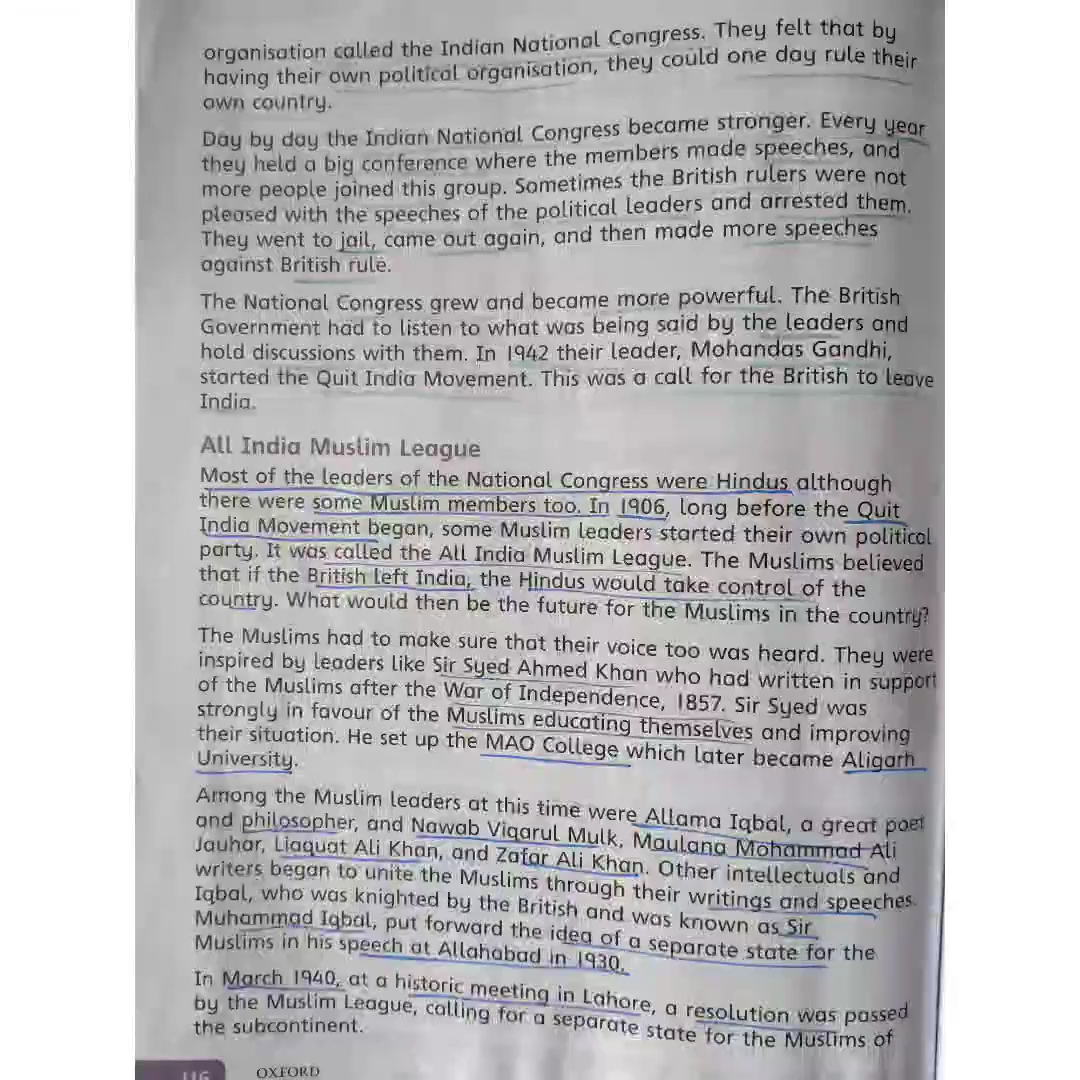 organisation called the Indian National Congress. They felt that by
having their own political organisation, they could one day rule their
own country.
Day by day the Indian National Congress became stronger. Every year
they held a big conference where the members made speeches, and
more people joined this group. Sometimes the British rulers were not
pleased with the speeches of the political leaders and arrested them.
They went to jail, came out again, and then made more speeches
against British rule.
The National Congress grew and became more powerful. The British
Government had to listen to what was being said by the leaders and
hold discussions with them. In 1942 their leader, Mohandas Gandhi,
started the Quit India Movement. This was a call for the British to leave
India.
All India Muslim League
Most of the leaders of the National Congress were Hindus although
there were some Muslim members too. In 1906, long before the Quit
India Movement began, some Muslim leaders started their own political
party. It was called the All India Muslim League. The Muslims believed
that if the British left India, the Hindus would take control of the
country. What would then be the future for the Muslims in the country?
The Muslims had to make sure that their voice too was heard. They were
inspired by leaders like Sir Syed Ahmed Khan who had written in support
of the Muslims after the War of Independence, 1857. Sir Syed was
strongly in favour of the Muslims educating themselves and improving
their situation. He set up the MAO College which later became Aligarh
University.
Among the Muslim leaders at this time were Allama Iqbal, a great poet
and philosopher, and Nawab Viqarul Mulk, Maulana Mohammad Ali
Jauhar, Liaquat Ali Khan, and Zafar Ali Khan. Other intellectuals and
writers began to unite the Muslims through their writings and speeches.
Iqbal, who was knighted by the British and was known as Sir
Muhammad Iqbal, put forward the idea of a separate state for the
Muslims in his speech at Allahabad in 1930.
In March 1940, at a historic meeting in Lahore, a resolution was passed
by the Muslim League, calling for a separate state for the Muslims of
the subcontinent.
116 OXFORD